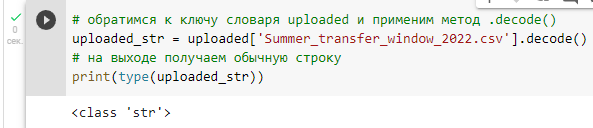 # обратимся к ключу словаря uploaded и применим метод .decode()
0
uploaded_str = uploaded['Summer_transfer_window_2022.csv'].decode()
сек.
# на выходе получаем обычную строку
print(type(uploaded_str))
<class 'str'>